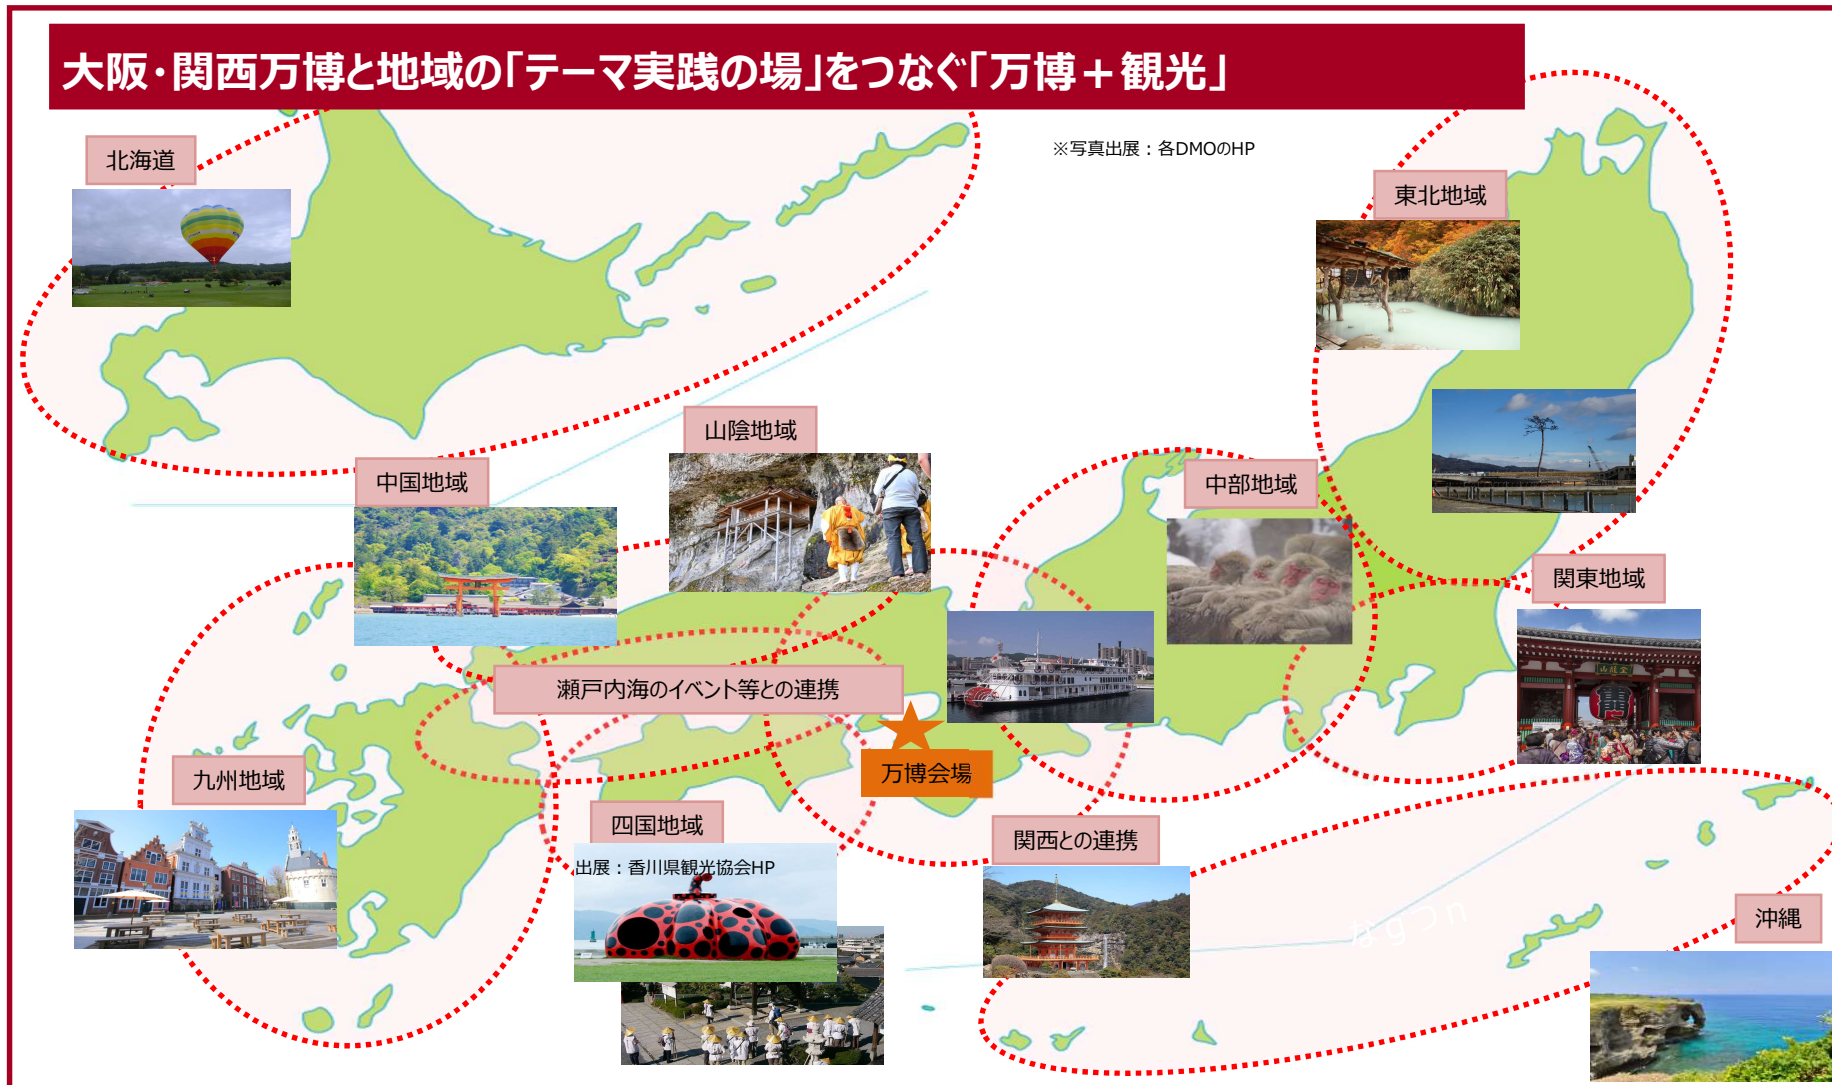 大阪・関西万博と地域の「テーマ実践の場」をつなぐ「万博＋観光」
※写真出展：各DMOのHP
北海道
東北地域
山陰地域
中国地域
中部地域
関東地域
瀬戸内海のイベント等との連携
万博会場
九州地域
四国地域
出展：香川県観光協会HP
関西との連携
なgつn
沖縄